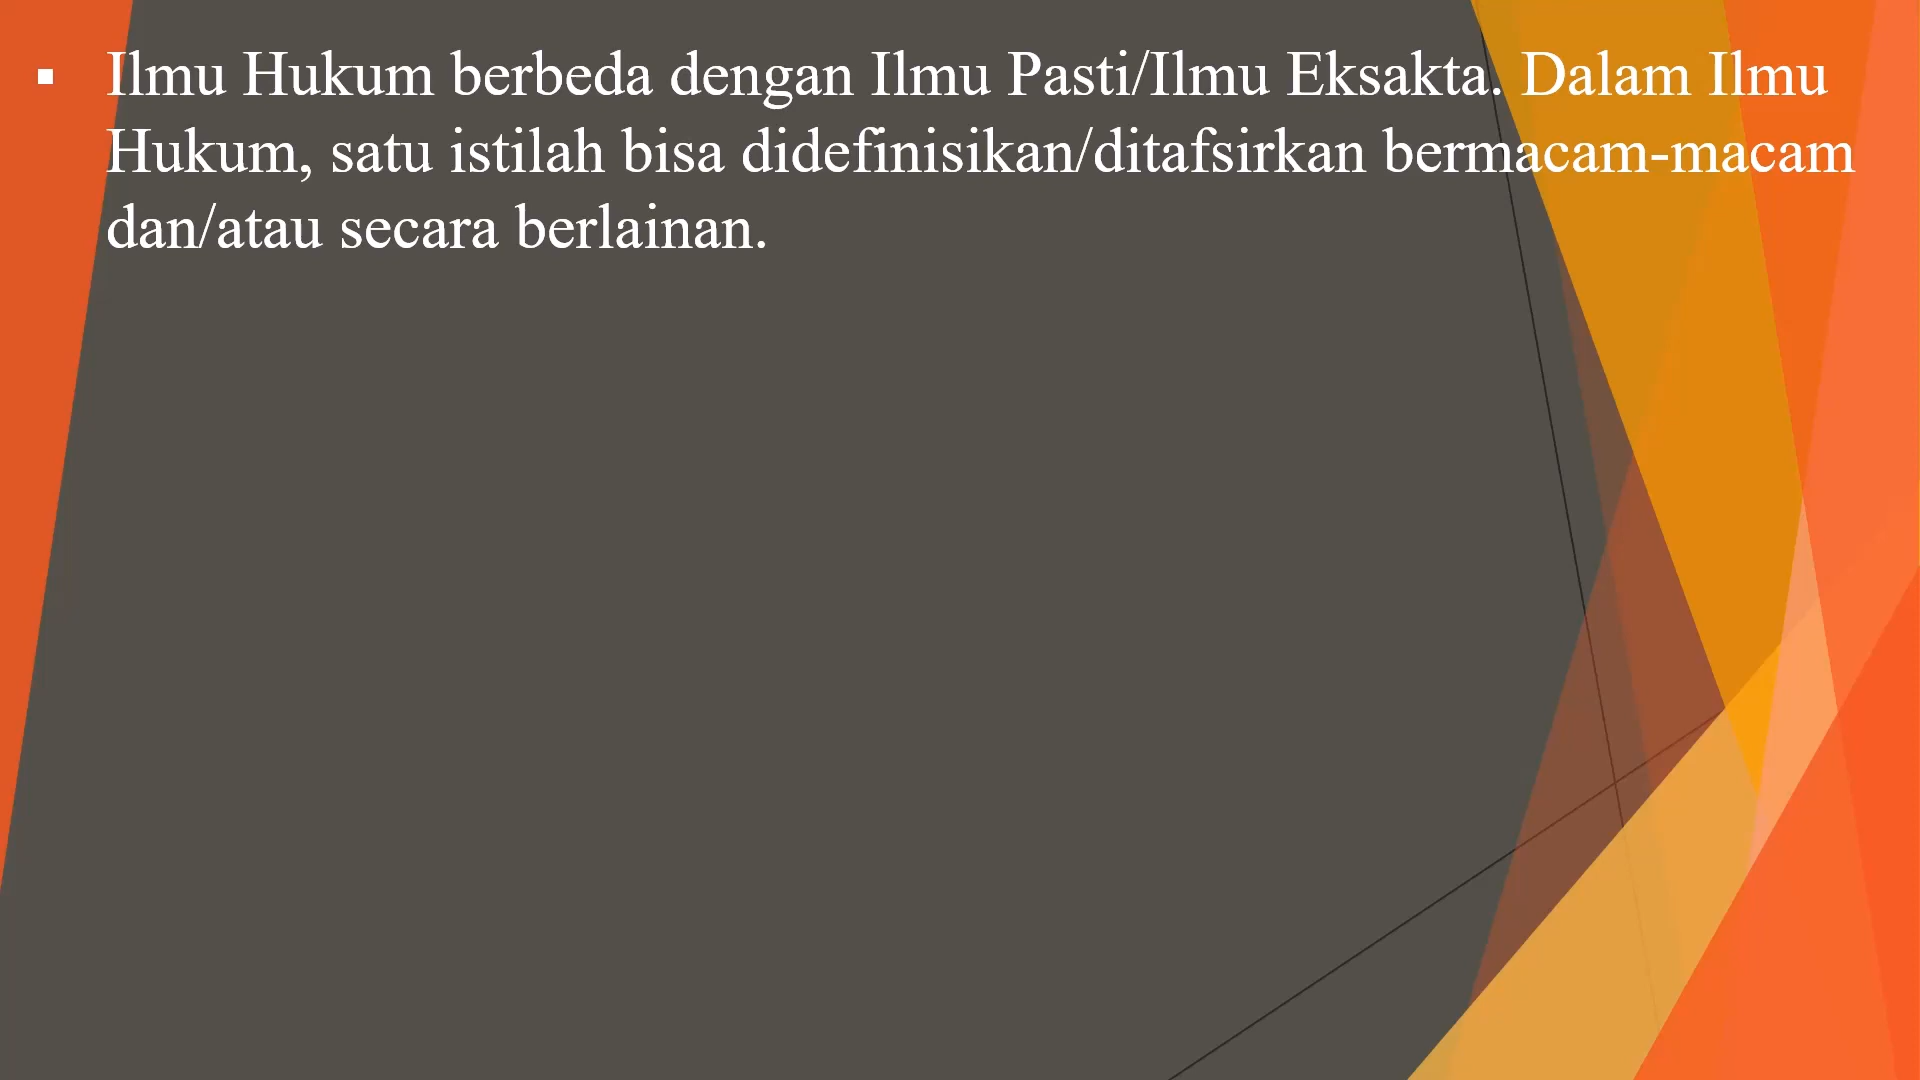 ▪ Ilmu Hukum berbeda dengan Ilmu Pasti/Ilmu Eksakta. Dalam Ilmu
Hukum, satu istilah bisa didefinisikan/ditafsirkan bermacam-macam
dan/atau secara berlainan.